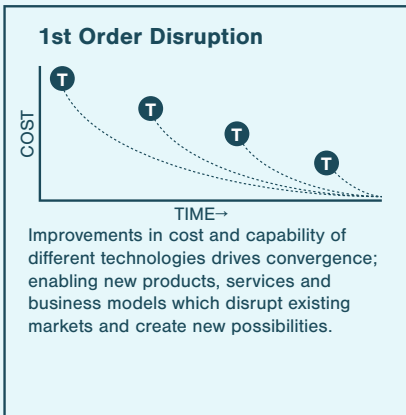 1st Order Disruption
T
T
T
T
COST
TIME→
Improvements in cost and capability of
different technologies drives convergence;
enabling new products, services and
business models which disrupt existing
markets and create new possibilities.